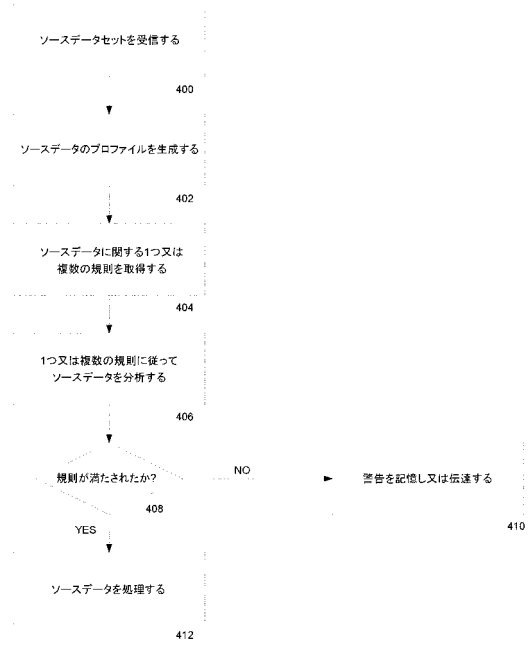 ソースデータセットを受信する
400
ソースデータのプロファイルを生成する
402
ソースデータに関する1つ又は
複数の規則を取得する
404
1つ又は複数の規則に従って
ソースデータを分析する
406
規則が満たされたか?
408
NO
警告を記憶し又は伝達する
410
YES
ソースデータを処理する
412